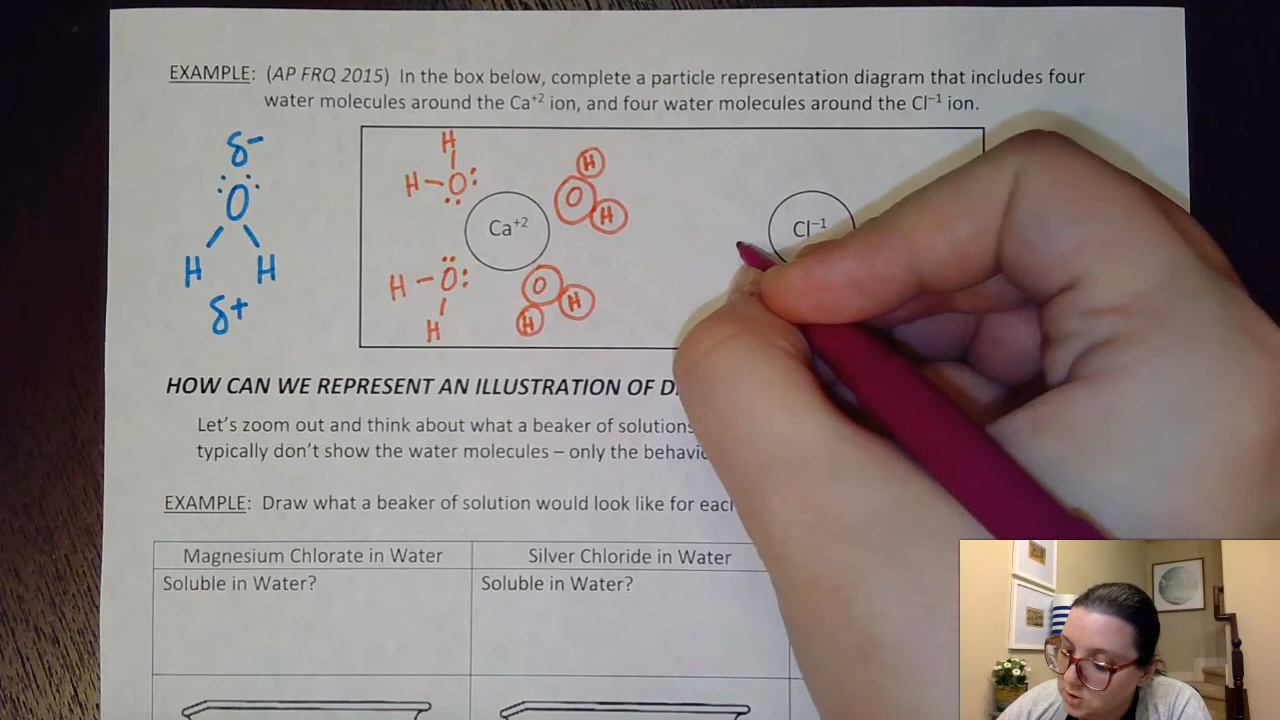 EXAMPLE: (AP FRQ 2015) In the box below, complete a particle representation diagram that includes four
water molecules around the Ca⁺² ion, and four water molecules around the Cl⁻¹ ion.
δ−
O
H H
δ+
H
H–O
H–O
H
Ca⁺²
H
O
H
O
H
H
Cl⁻¹
HOW CAN WE REPRESENT AN ILLUSTRATION OF
Let's zoom out and think about what a beaker of solutions
typically don't show the water molecules – only the
EXAMPLE: Draw what a beaker of solution would look like for each
Magnesium Chlorate in Water
Silver Chloride in Water
Soluble in Water?
Soluble in Water?